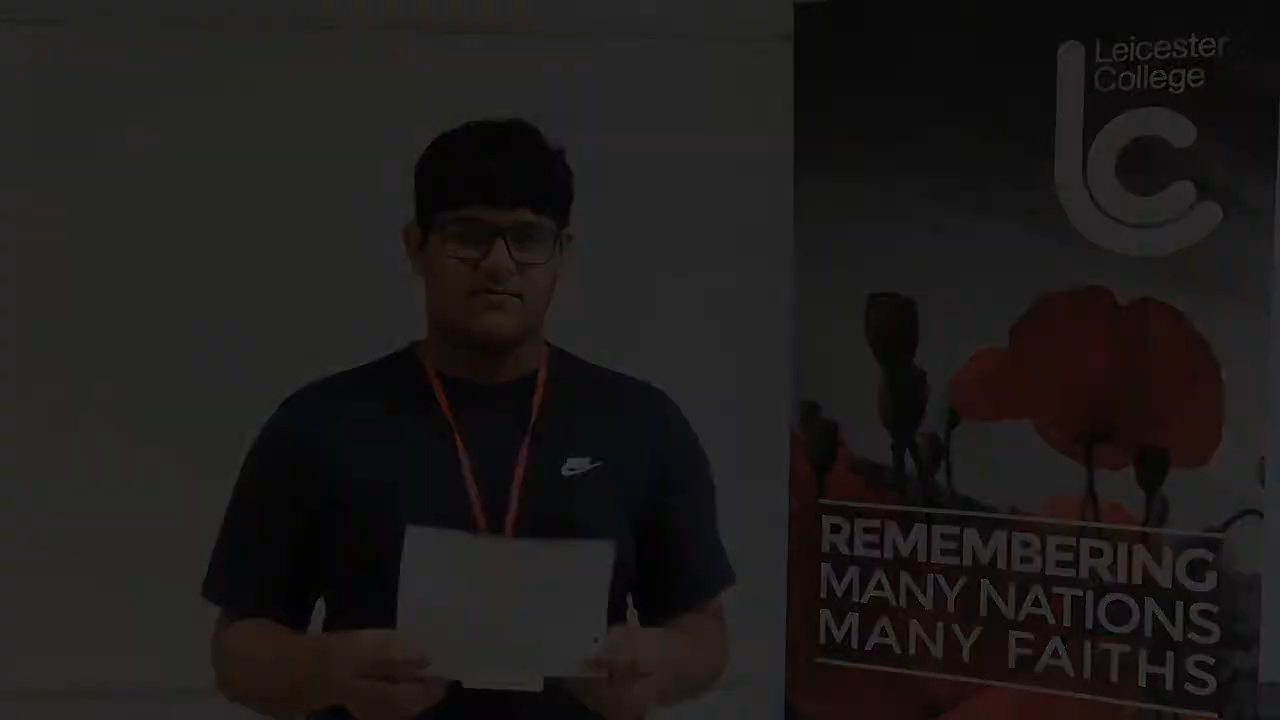 Leicester
College
lc
REMEMBERING
MANY NATIONS
MANY FAITHS